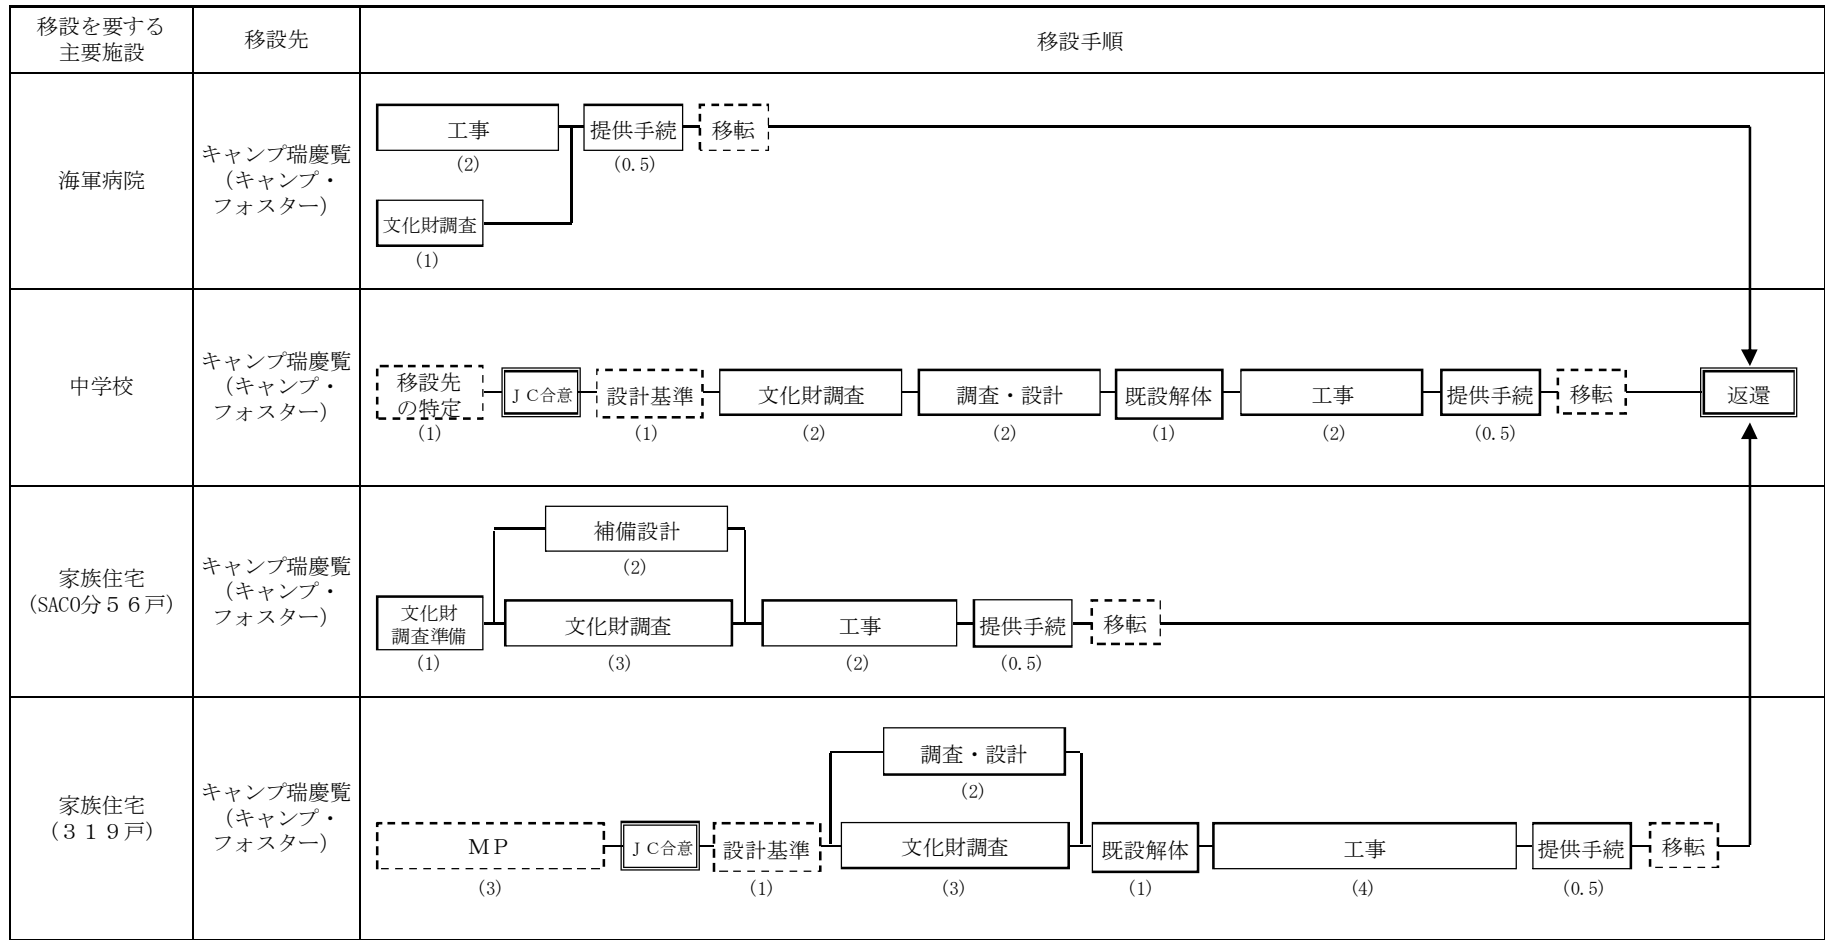 移設を要する
主要施設
移設先
移設手順
海軍病院
キャンプ瑞慶覧
（キャンプ・
フォスター）
工事
(2)
提供手続
(0.5)
移転
文化財調査
(1)
中学校
キャンプ瑞慶覧
（キャンプ・
フォスター）
移設先
の特定
(1)
ＪＣ合意
設計基準
(1)
文化財調査
(2)
調査・設計
(2)
既設解体
(1)
工事
(2)
提供手続
(0.5)
移転
返還
家族住宅
(SACO分５６戸)
キャンプ瑞慶覧
（キャンプ・
フォスター）
文化財
調査準備
(1)
補備設計
(2)
文化財調査
(3)
工事
(2)
提供手続
(0.5)
移転
家族住宅
（３１９戸）
キャンプ瑞慶覧
（キャンプ・
フォスター）
ＭＰ
(3)
ＪＣ合意
設計基準
(1)
調査・設計
(2)
文化財調査
(3)
既設解体
(1)
工事
(4)
提供手続
(0.5)
移転